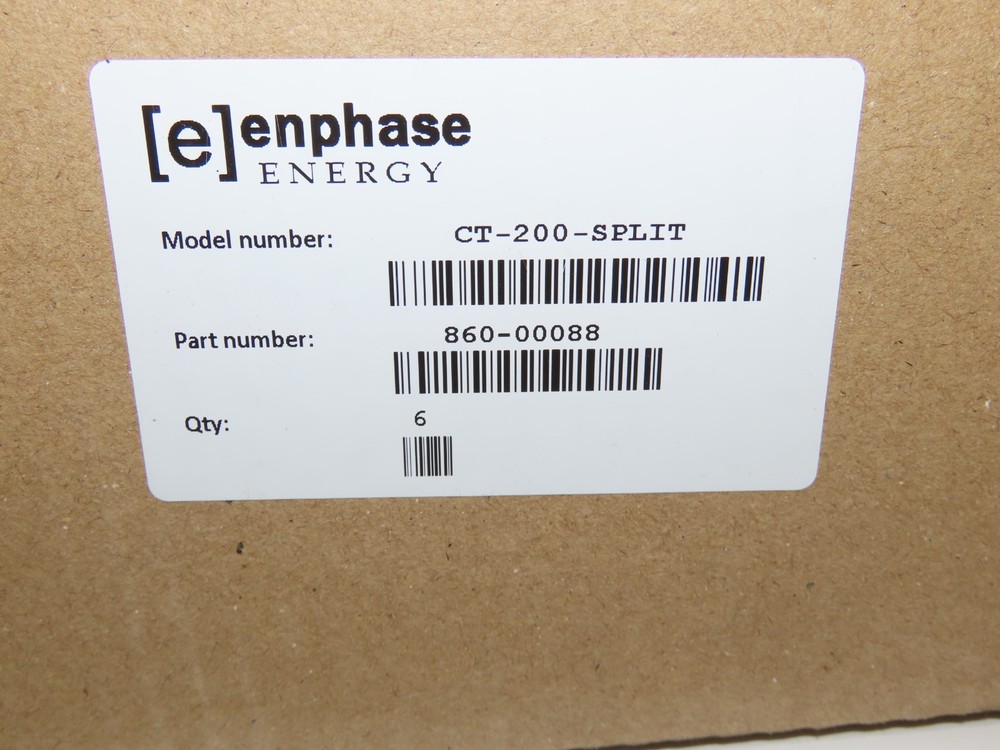 [e] enphase
ENERGY
Model number: CT-200-SPLIT
Part number: 860-00088
Qty: 6